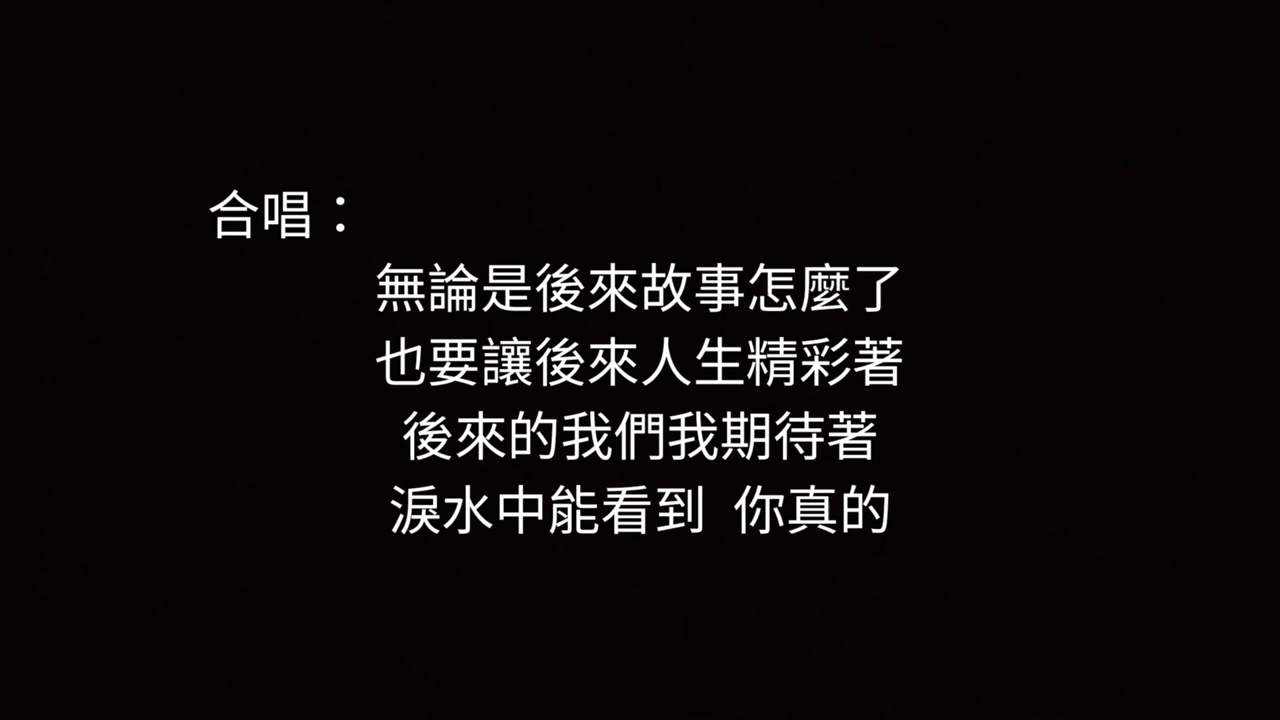 合唱：
無論是後來故事怎麼了
也要讓後來人生精彩著
後來的我們我期待著
淚水中能看到 你真的